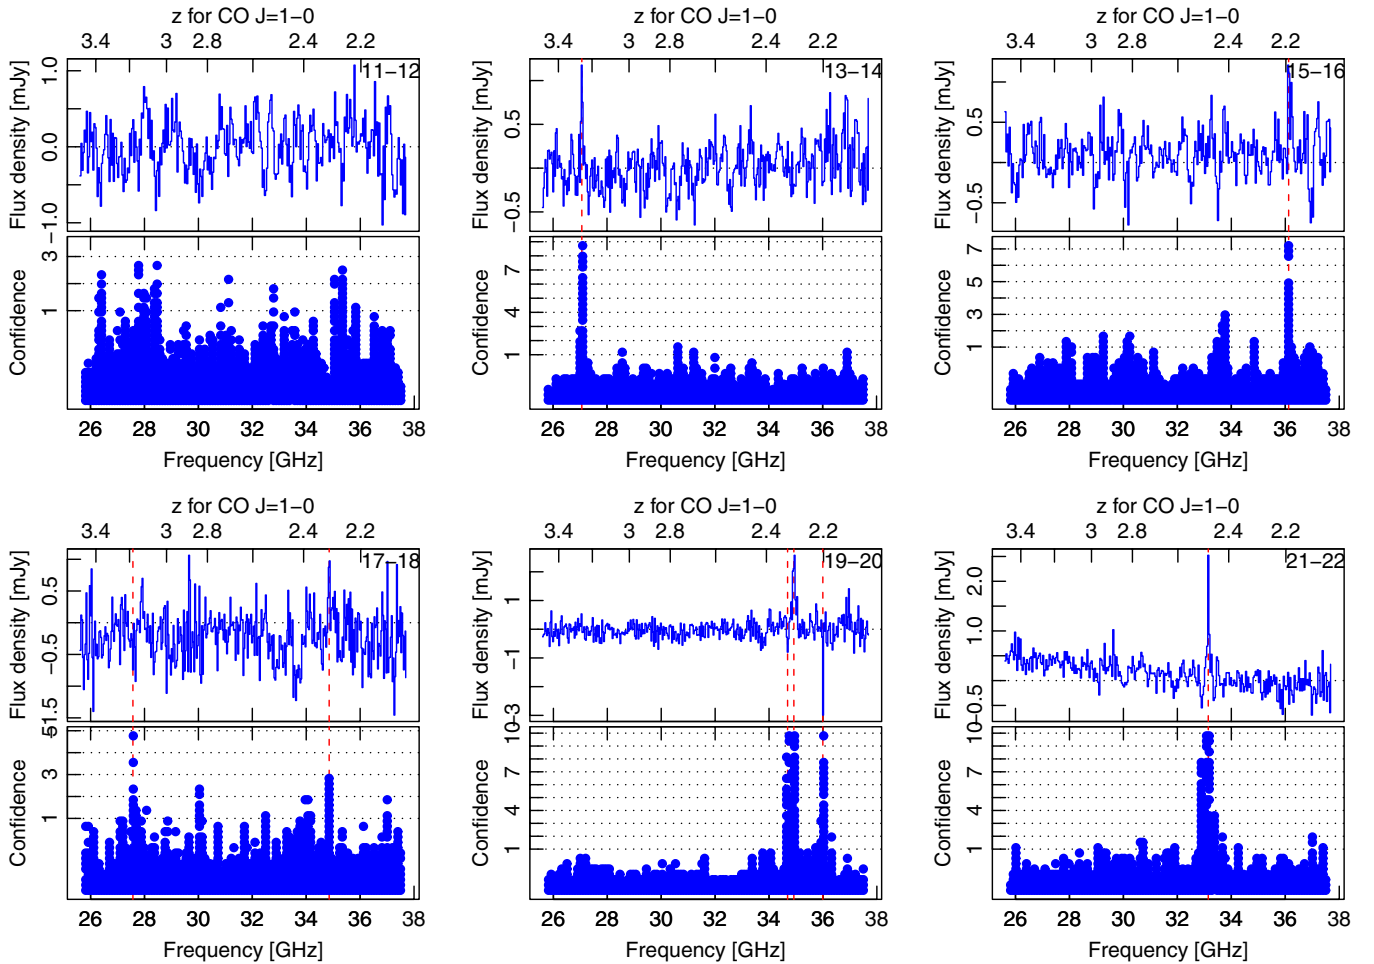 z for CO J=1−0
z for CO J=1−0
z for CO J=1−0
3.4 3 2.8 2.4 2.2
3.4 3 2.8 2.4 2.2
3.4 3 2.8 2.4 2.2
Flux density [mJy]
1.0
0.0
−1.0
11−12
Flux density [mJy]
0.5
−0.5
13−14
Flux density [mJy]
0.5
−0.5
15−16
Confidence
3
1
Confidence
7
4
1
Confidence
7
5
3
1
26 28 30 32 34 36 38
26 28 30 32 34 36 38
26 28 30 32 34 36 38
Frequency [GHz]
Frequency [GHz]
Frequency [GHz]
z for CO J=1−0
z for CO J=1−0
z for CO J=1−0
3.4 3 2.8 2.4 2.2
3.4 3 2.8 2.4 2.2
3.4 3 2.8 2.4 2.2
Flux density [mJy]
0.5
−0.5
−1.5
17−18
Flux density [mJy]
1
−1
−3
19−20
Flux density [mJy]
2.0
1.0
−0.5
21−22
Confidence
5
3
1
Confidence
10
7
4
1
Confidence
10
7
4
1
26 28 30 32 34 36 38
26 28 30 32 34 36 38
26 28 30 32 34 36 38
Frequency [GHz]
Frequency [GHz]
Frequency [GHz]